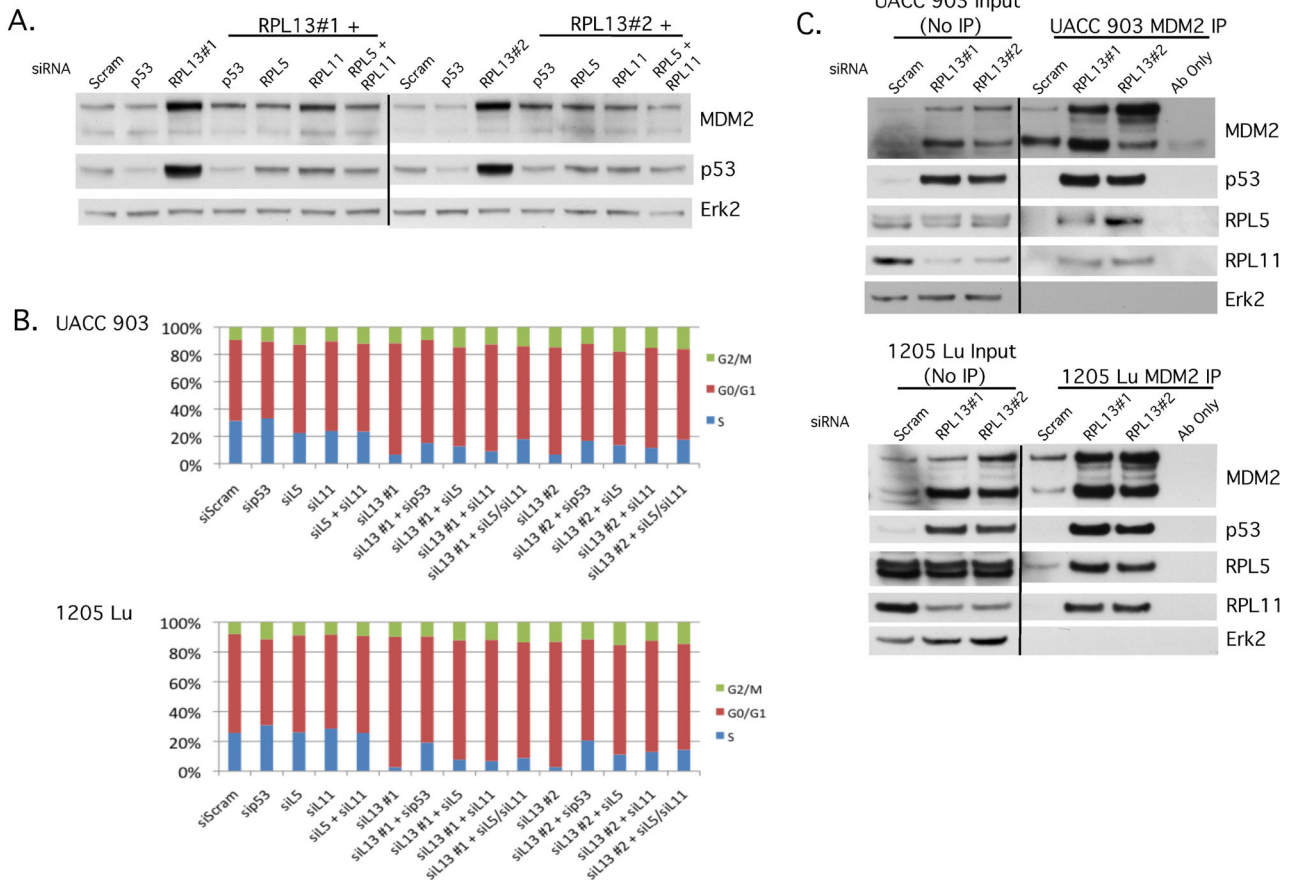 A.
RPL13#1 +
RPL13#2 +
siRNA
Scram
p53
RPL13#1
p53
RPL5
RPL11
RPL5 +
RPL11
Scram
p53
RPL13#2
p53
RPL5
RPL11
RPL5 +
RPL11
MDM2
p53
Erk2
B.
UACC 903
100%
80%
60%
40%
20%
0%
G2/M
G0/G1
S
siScram
sip53
siL5
siL11
siL5 + siL11
siL13 #1
siL13 #1 + sip53
siL13 #1 + siL5
siL13 #1 + siL11
siL13 #1 + siL5/siL11
siL13 #2
siL13 #2 + sip53
siL13 #2 + siL5
siL13 #2 + siL11
siL13 #2 + siL5/siL11
1205 Lu
100%
80%
60%
40%
20%
0%
G2/M
G0/G1
S
siScram
sip53
siL5
siL11
siL5 + siL11
siL13 #1
siL13 #1 + sip53
siL13 #1 + siL5
siL13 #1 + siL11
siL13 #1 + siL5/siL11
siL13 #2
siL13 #2 + sip53
siL13 #2 + siL5
siL13 #2 + siL11
siL13 #2 + siL5/siL11
C.
UACC 903 Input
(No IP)
UACC 903 MDM2 IP
siRNA
Scram
RPL13#1
RPL13#2
Scram
RPL13#1
RPL13#2
Ab Only
MDM2
p53
RPL5
RPL11
Erk2
1205 Lu Input
(No IP)
1205 Lu MDM2 IP
siRNA
Scram
RPL13#1
RPL13#2
Scram
RPL13#1
RPL13#2
Ab Only
MDM2
p53
RPL5
RPL11
Erk2